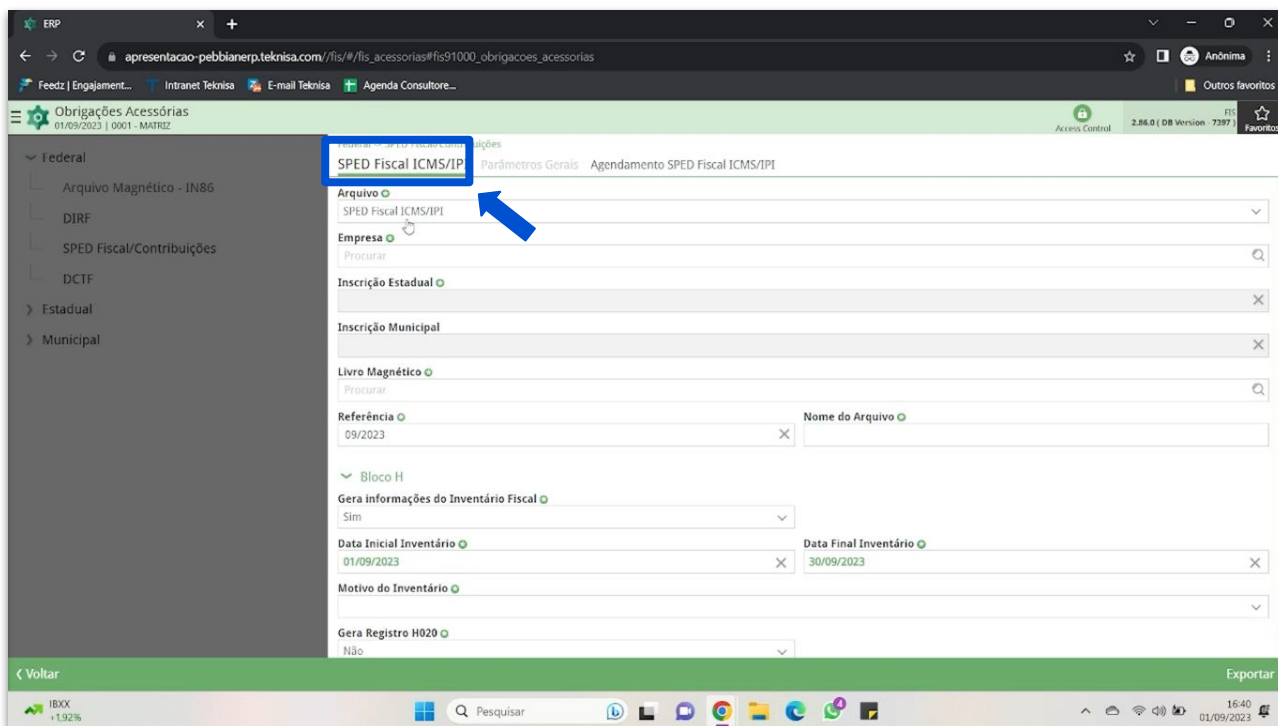 ERP
apresentacao-pebbianerp.teknisa.com//fis/#/fis_acessorias#fis91000_obrigacoes_acessorias
Anônima
Feedz | Engajament... Intranet Teknisa E-mail Teknisa Agenda Consultore... Outros favoritos
Obrigações Acessórias
01/09/2023 | 0001 - MATRIZ
Access Control
FIS
2.86.0 ( DB Version - 7397 )
Favoritos
Federal
Arquivo Magnético - IN86
DIRF
SPED Fiscal/Contribuições
DCTF
Estadual
Municipal
Federal -> SPED Fiscal/Contribuições
SPED Fiscal ICMS/IPI Parâmetros Gerais Agendamento SPED Fiscal ICMS/IPI
Arquivo
SPED Fiscal ICMS/IPI
Empresa
Procurar
Inscrição Estadual
Inscrição Municipal
Livro Magnético
Procurar
Referência Nome do Arquivo
09/2023
Bloco H
Gera informações do Inventário Fiscal
Sim
Data Inicial Inventário Data Final Inventário
01/09/2023 30/09/2023
Motivo do Inventário
Gera Registro H020
Não
Voltar Exportar
IBXX
+1,92%
Pesquisar
4
16:40
01/09/2023